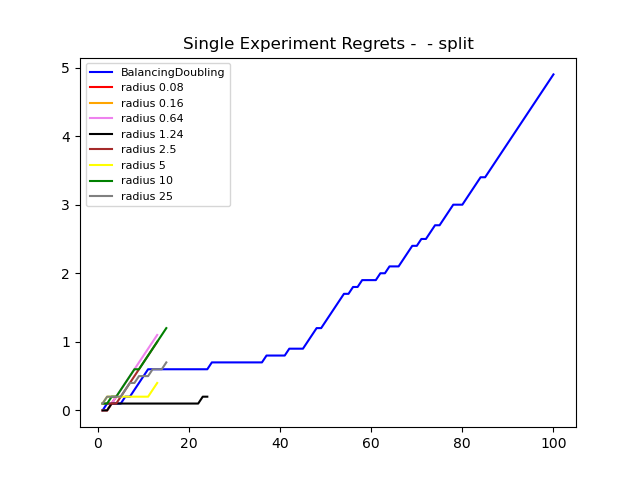 Single Experiment Regrets -  - split
BalancingDoubling
radius 0.08
radius 0.16
radius 0.64
radius 1.24
radius 2.5
radius 5
radius 10
radius 25
5
4
3
2
1
0
0 20 40 60 80 100